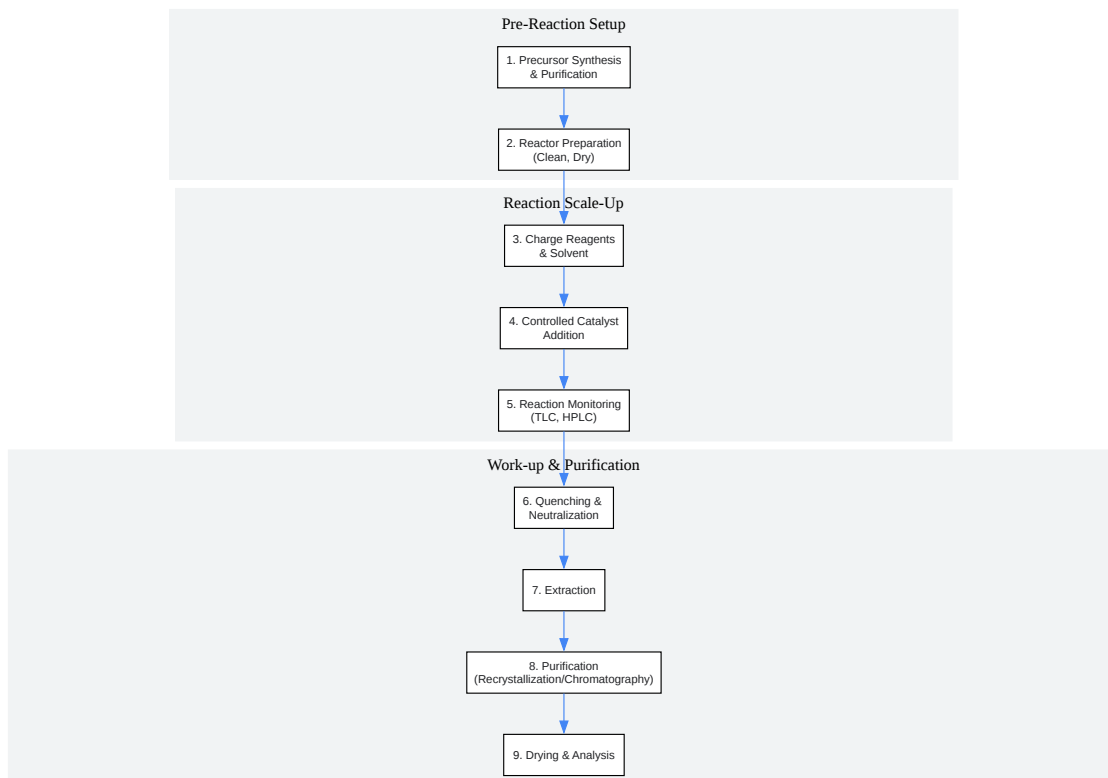 Pre-Reaction Setup
1. Precursor Synthesis
& Purification
2. Reactor Preparation
(Clean, Dry)
Reaction Scale-Up
3. Charge Reagents
& Solvent
4. Controlled Catalyst
Addition
5. Reaction Monitoring
(TLC, HPLC)
Work-up & Purification
6. Quenching &
Neutralization
7. Extraction
8. Purification
(Recrystallization/Chromatography)
9. Drying & Analysis